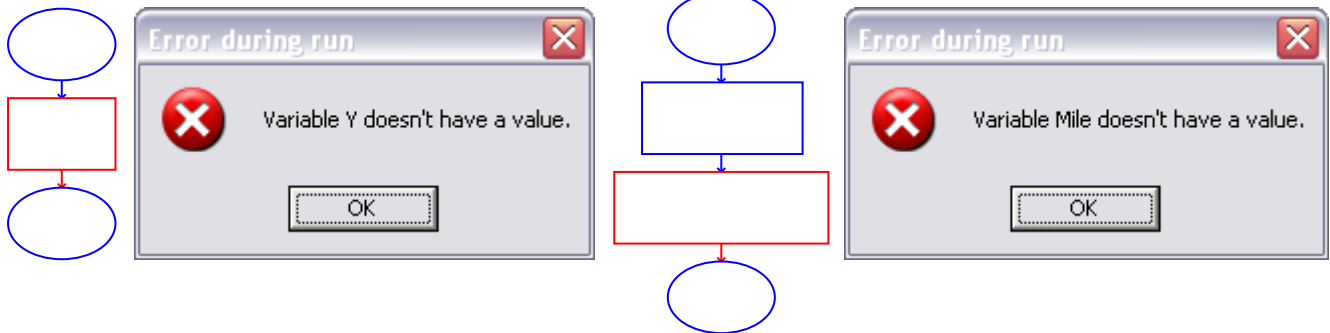 Error during run
Variable Y doesn't have a value.
OK
Error during run
Variable Mile doesn't have a value.
OK